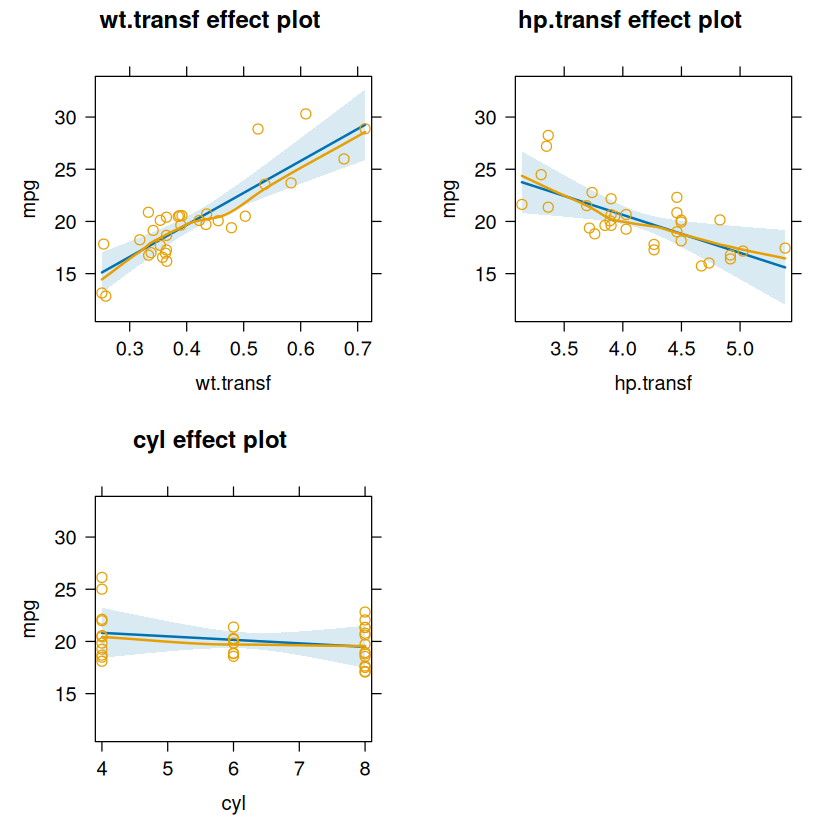 wt.transf effect plot
mpg
30
25
20
15
0.3 0.4 0.5 0.6 0.7
wt.transf
hp.transf effect plot
mpg
30
25
20
15
3.5 4.0 4.5 5.0
hp.transf
cyl effect plot
mpg
30
25
20
15
4 5 6 7 8
cyl